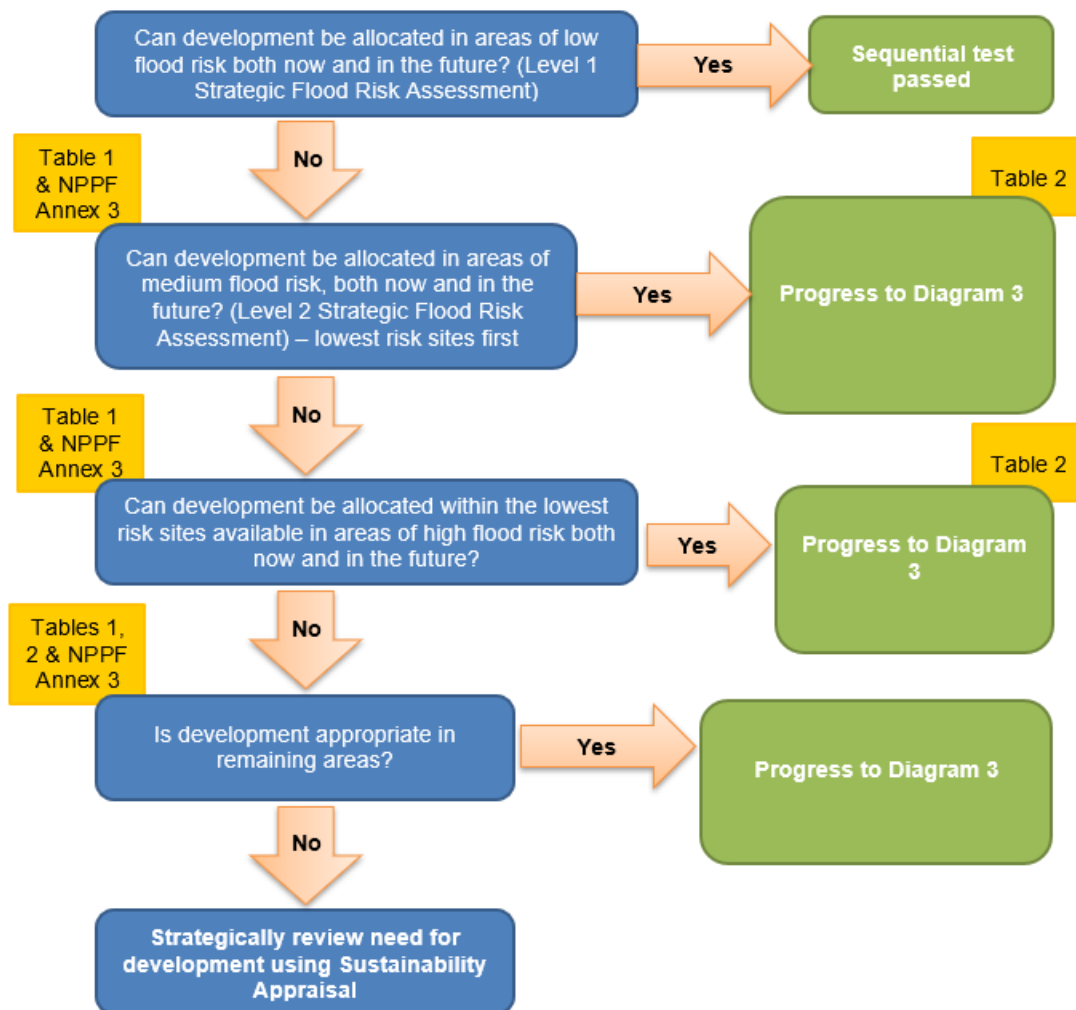 Can development be allocated in areas of low
flood risk both now and in the future? (Level 1
Strategic Flood Risk Assessment)
Yes
Sequential test
passed
No
Table 1
& NPPF
Annex 3
Table 2
Can development be allocated in areas of
medium flood risk, both now and in the
future? (Level 2 Strategic Flood Risk
Assessment) – lowest risk sites first
Yes
Progress to Diagram 3
No
Table 1
& NPPF
Annex 3
Table 2
Can development be allocated within the lowest
risk sites available in areas of high flood risk both
now and in the future?
Yes
Progress to Diagram
3
No
Tables 1,
2 & NPPF
Annex 3
Is development appropriate in
remaining areas?
Yes
Progress to Diagram 3
No
Strategically review need for
development using Sustainability
Appraisal